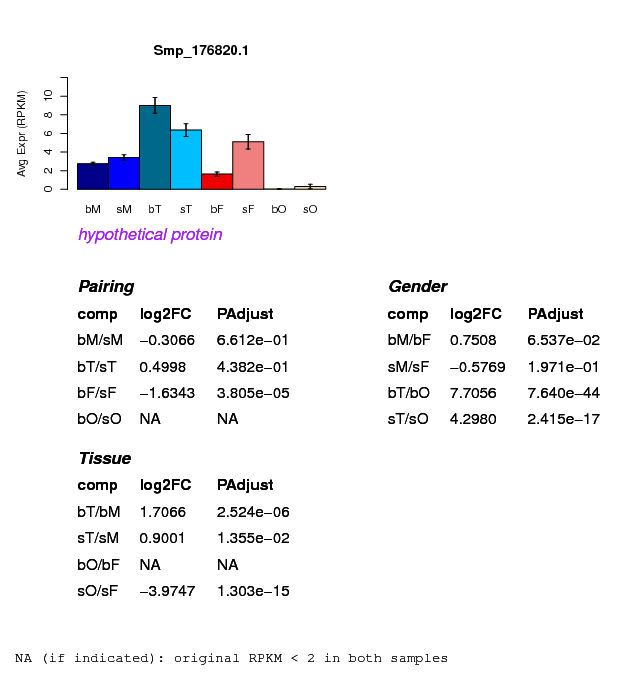 Smp_176820.1
Avg Expr (RPKM)
0 2 4 6 8 10
bM sM bT sT bF sF bO sO
hypothetical protein
Pairing
comp log2FC PAdjust
bM/sM −0.3066 6.612e−01
bT/sT 0.4998 4.382e−01
bF/sF −1.6343 3.805e−05
bO/sO NA NA
Gender
comp log2FC PAdjust
bM/bF 0.7508 6.537e−02
sM/sF −0.5769 1.971e−01
bT/bO 7.7056 7.640e−44
sT/sO 4.2980 2.415e−17
Tissue
comp log2FC PAdjust
bT/bM 1.7066 2.524e−06
sT/sM 0.9001 1.355e−02
bO/bF NA NA
sO/sF −3.9747 1.303e−15
NA (if indicated): original RPKM < 2 in both samples